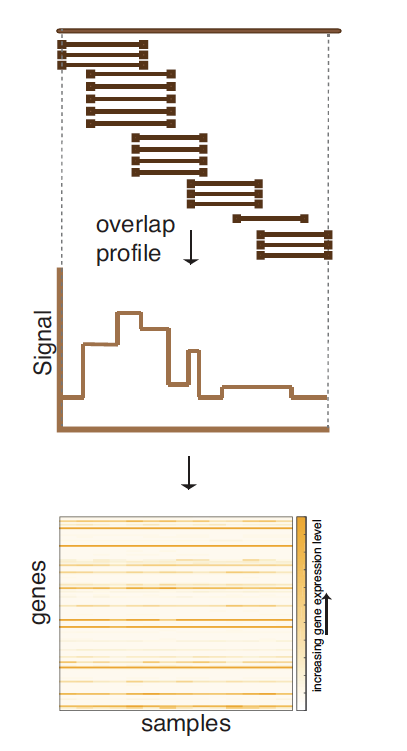 overlap
profile
Signal
genes
increasing gene expression level
samples